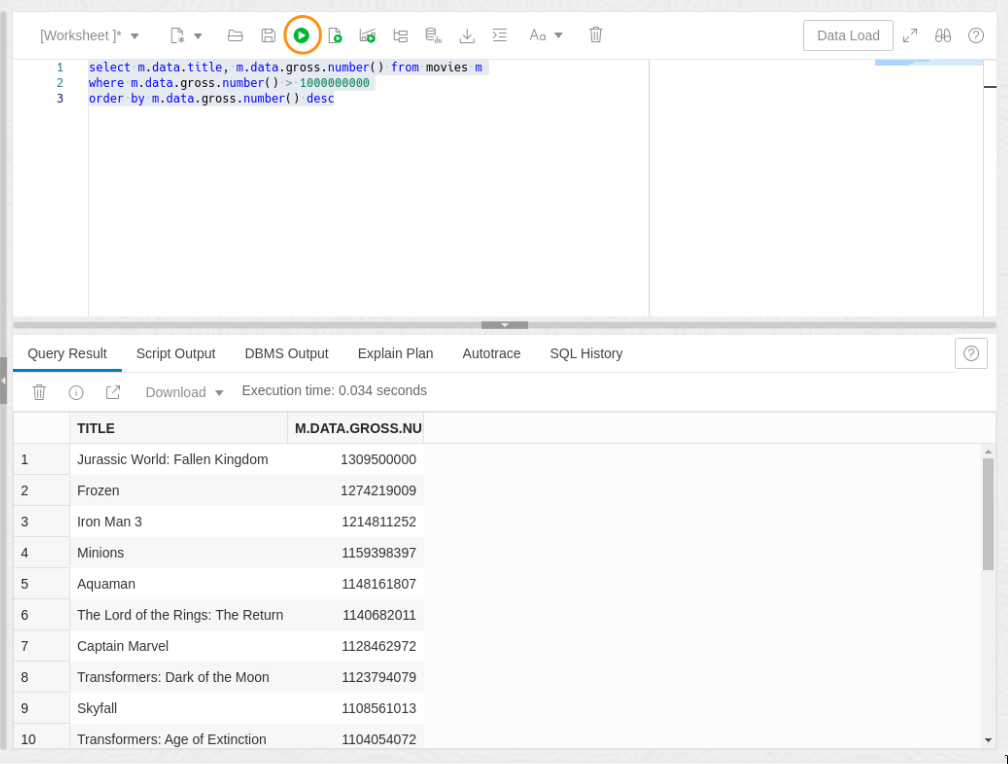 [Worksheet ]*
Aa
Data Load
1 select m.data.title, m.data.gross.number() from movies m
2 where m.data.gross.number() > 1000000000
3 order by m.data.gross.number() desc
Query Result Script Output DBMS Output Explain Plan Autotrace SQL History
Download Execution time: 0.034 seconds
TITLE M.DATA.GROSS.NU
1 Jurassic World: Fallen Kingdom 1309500000
2 Frozen 1274219009
3 Iron Man 3 1214811252
4 Minions 1159398397
5 Aquaman 1148161807
6 The Lord of the Rings: The Return 1140682011
7 Captain Marvel 1128462972
8 Transformers: Dark of the Moon 1123794079
9 Skyfall 1108561013
10 Transformers: Age of Extinction 1104054072